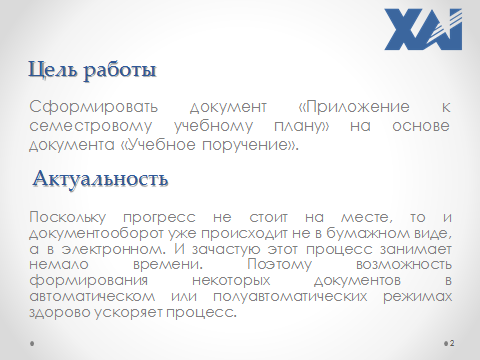 ХАІ
Цель работы
Сформировать документ «Приложение к
семестровому учебному плану» на основе
документа «Учебное поручение».
Актуальность
Поскольку прогресс не стоит на месте, то и
документооборот уже происходит не в бумажном виде,
а в электронном. И зачастую этот процесс занимает
немало времени. Поэтому возможность
формирования некоторых документов в
автоматическом или полуавтоматических режимах
здорово ускоряет процесс.
2